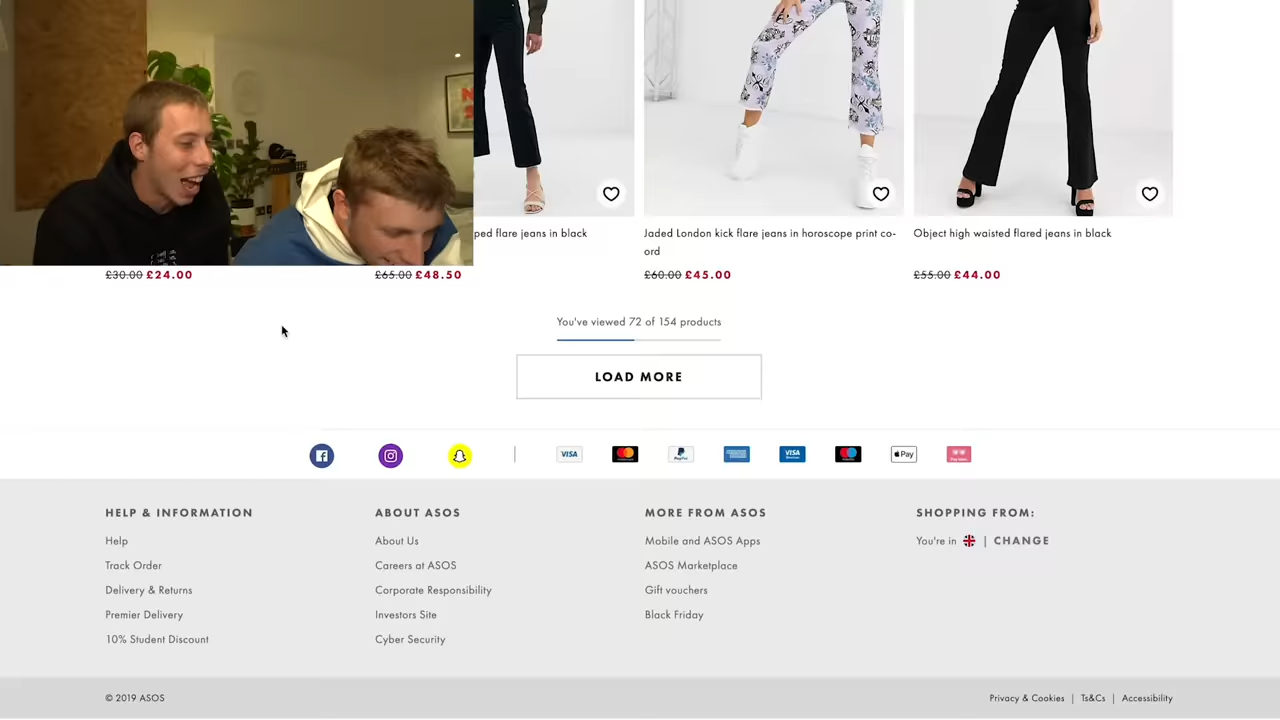 ped flare jeans in black
Jaded London kick flare jeans in horoscope print co-
ord
Object high waisted flared jeans in black
£30.00 £24.00
£65.00 £48.50
£60.00 £45.00
£55.00 £44.00
You've viewed 72 of 154 products
LOAD MORE
VISA
PayPal
VISA
Pay
HELP & INFORMATION
Help
Track Order
Delivery & Returns
Premier Delivery
10% Student Discount
ABOUT ASOS
About Us
Careers at ASOS
Corporate Responsibility
Investors Site
Cyber Security
MORE FROM ASOS
Mobile and ASOS Apps
ASOS Marketplace
Gift vouchers
Black Friday
SHOPPING FROM:
You're in | CHANGE
© 2019 ASOS
Privacy & Cookies | Ts&Cs | Accessibility